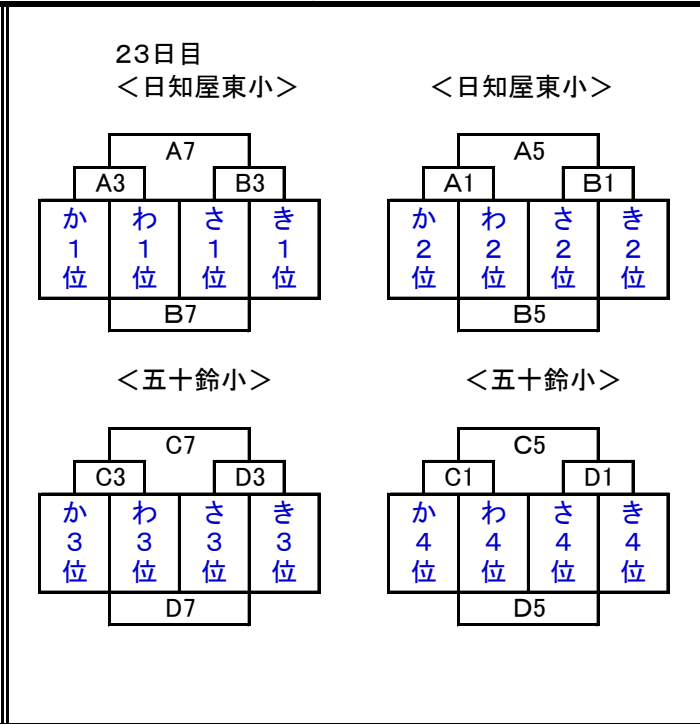 23日目
＜日知屋東小＞ ＜日知屋東小＞
A7 A5
A3 B3 A1 B1
か1位 わ1位 さ1位 き1位 か2位 わ2位 さ2位 き2位
B7 B5
＜五十鈴小＞ ＜五十鈴小＞
C7 C5
C3 D3 C1 D1
か3位 わ3位 さ3位 き3位 か4位 わ4位 さ4位 き4位
D7 D5